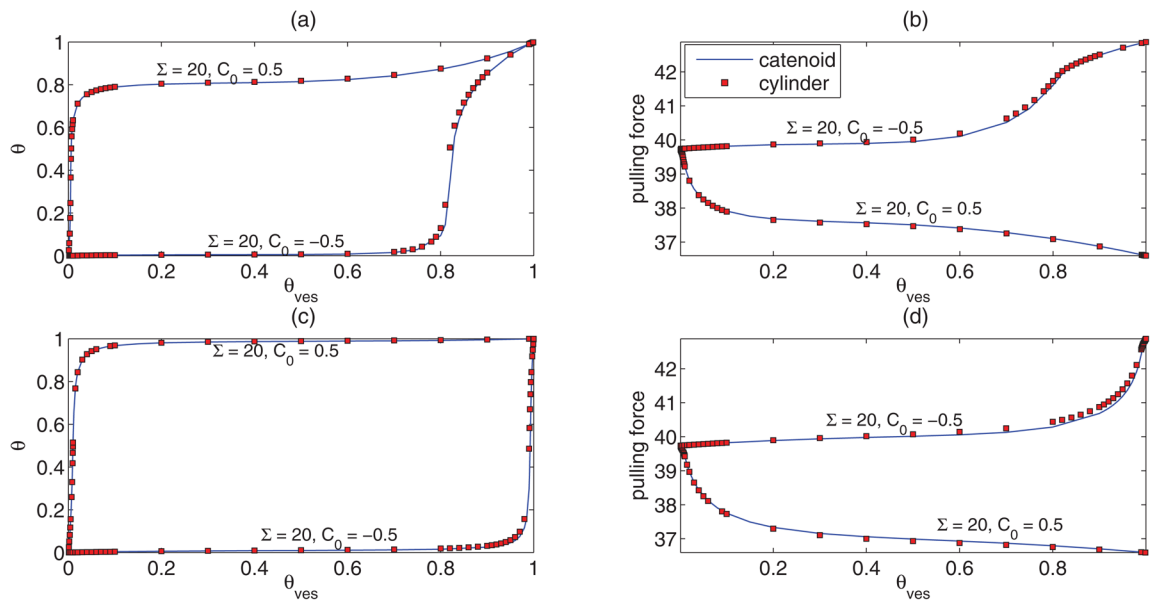 (a)
Σ = 20, C0 = 0.5
Σ = 20, C0 = −0.5
θ
1
0.8
0.6
0.4
0.2
0
0 0.2 0.4 0.6 0.8 1
θves
(b)
catenoid
cylinder
Σ = 20, C0 = −0.5
Σ = 20, C0 = 0.5
pulling force
42
41
40
39
38
37
0.2 0.4 0.6 0.8 1
θves
(c)
Σ = 20, C0 = 0.5
Σ = 20, C0 = −0.5
θ
1
0.8
0.6
0.4
0.2
0
0 0.2 0.4 0.6 0.8 1
θves
(d)
Σ = 20, C0 = −0.5
Σ = 20, C0 = 0.5
pulling force
42
41
40
39
38
37
0.2 0.4 0.6 0.8 1
θves